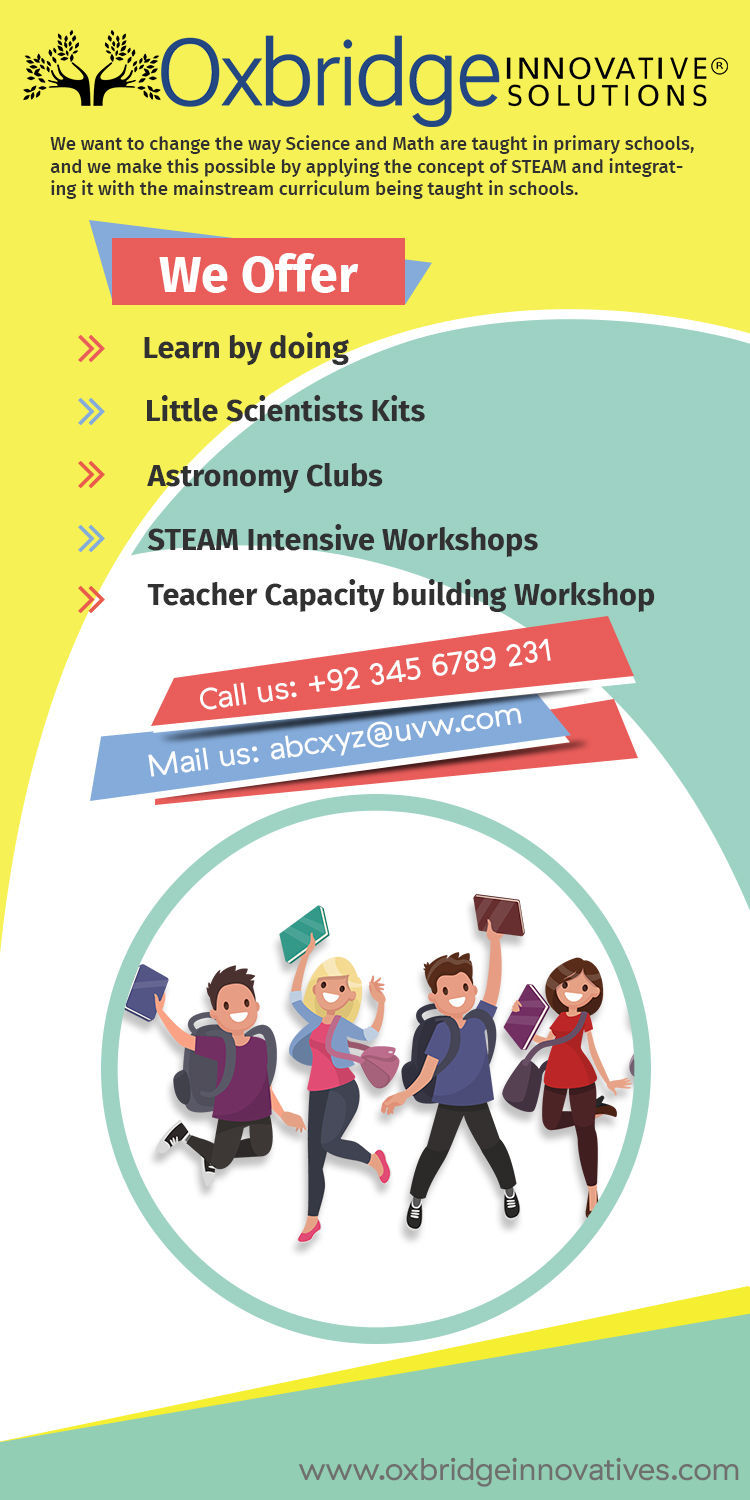 Oxbridge INNOVATIVE®
SOLUTIONS
We want to change the way Science and Math are taught in primary schools,
and we make this possible by applying the concept of STEAM and integrat-
ing it with the mainstream curriculum being taught in schools.
We Offer
Learn by doing
Little Scientists Kits
Astronomy Clubs
STEAM Intensive Workshops
Teacher Capacity building Workshop
Call us: +92 345 6789 231
Mail us: abcxyz@uvw.com
www.oxbridgeinnovatives.com